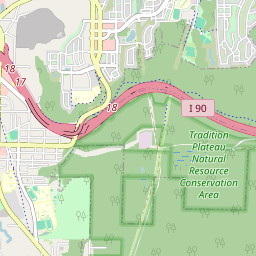 18
17
18
I 90
Tradition
Plateau
Natural
Resource
Conservation
Area